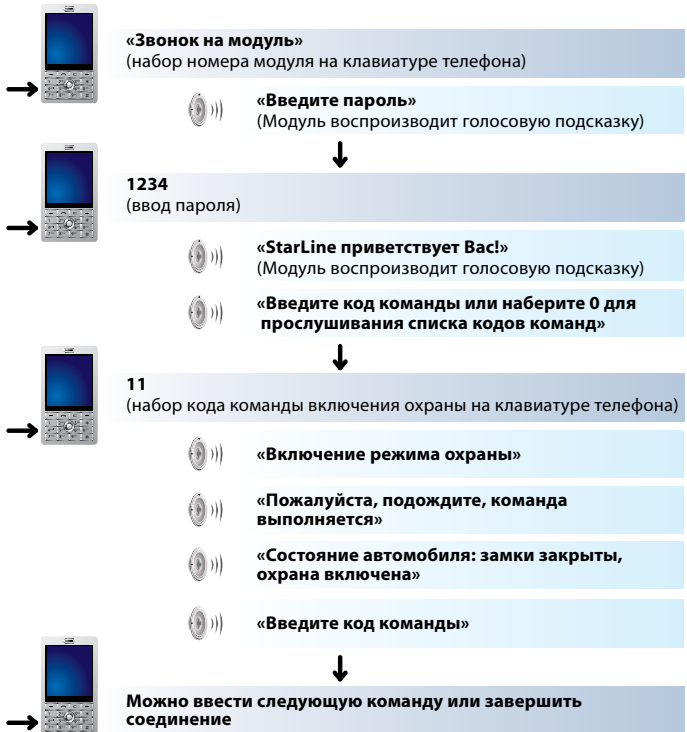 «Звонок на модуль»
(набор номера модуля на клавиатуре телефона)
«Введите пароль»
(Модуль воспроизводит голосовую подсказку)
1234
(ввод пароля)
«StarLine приветствует Вас!»
(Модуль воспроизводит голосовую подсказку)
«Введите код команды или наберите 0 для
прослушивания списка кодов команд»
11
(набор кода команды включения охраны на клавиатуре телефона)
«Включение режима охраны»
«Пожалуйста, подождите, команда
выполняется»
«Состояние автомобиля: замки закрыты,
охрана включена»
«Введите код команды»
Можно ввести следующую команду или завершить
соединение